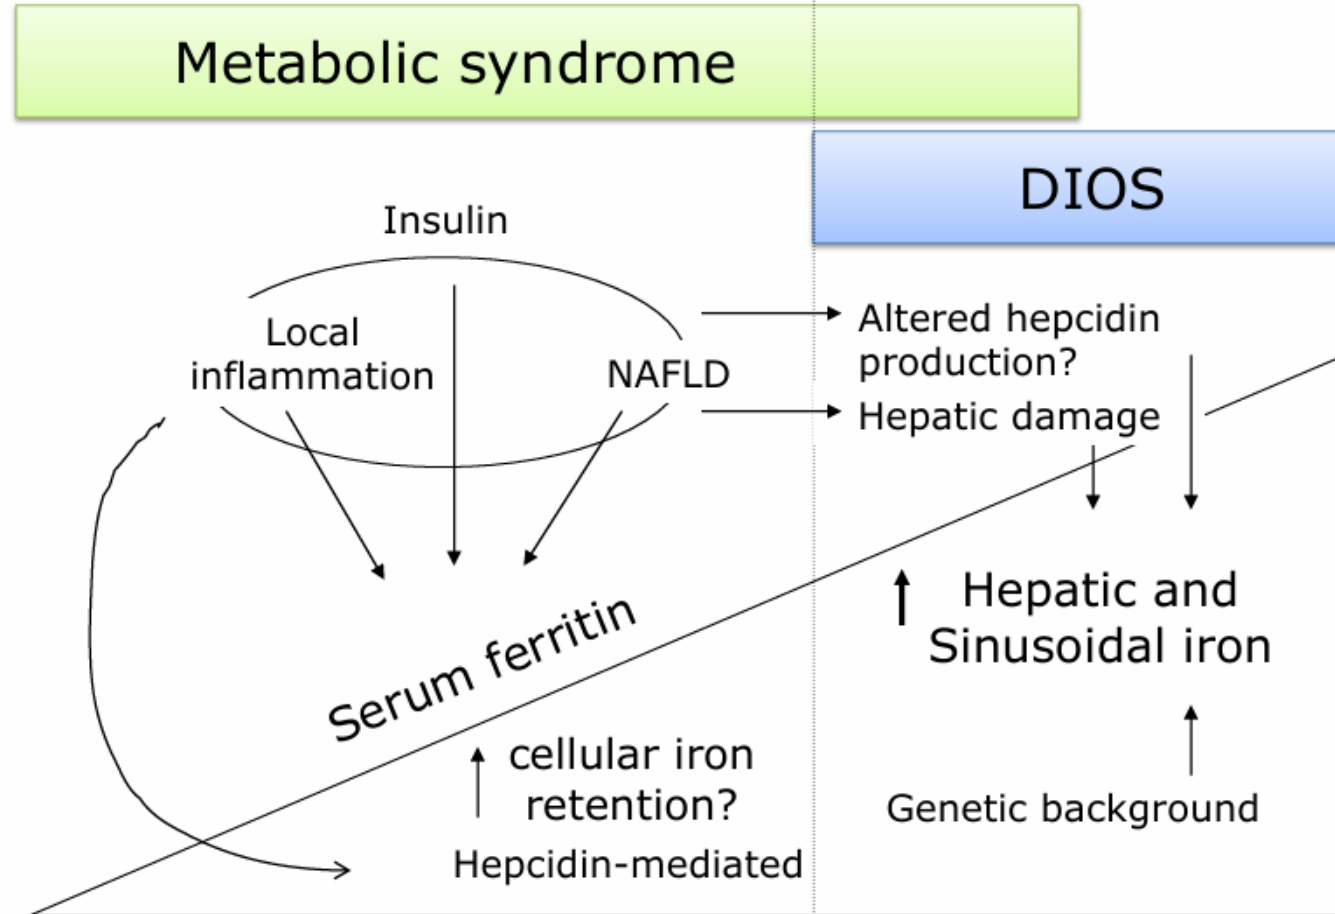 Metabolic syndrome
DIOS
Insulin
Local
inflammation
NAFLD
Altered hepcidin
production?
Hepatic damage
Serum ferritin
Hepatic and
Sinusoidal iron
cellular iron
retention?
Hepcidin-mediated
Genetic background